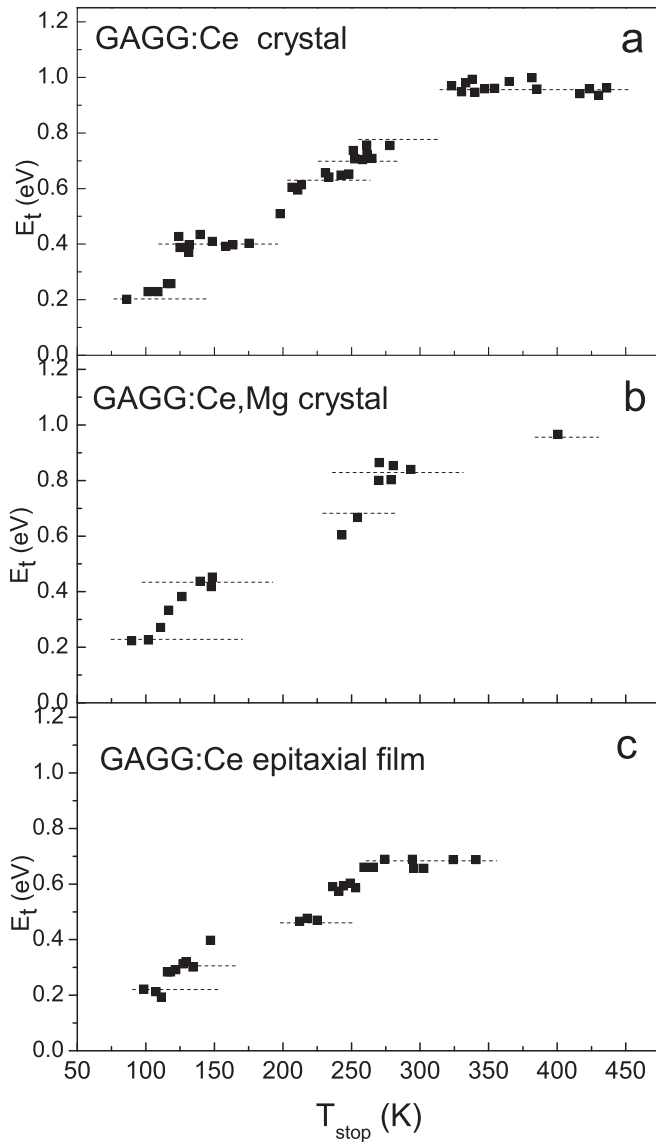 GAGG:Ce crystal
a
1.2
1.0
0.8
0.6
0.4
0.2
0.0
E_t (eV)
GAGG:Ce,Mg crystal
b
1.2
1.0
0.8
0.6
0.4
0.2
0.0
E_t (eV)
GAGG:Ce epitaxial film
c
1.2
1.0
0.8
0.6
0.4
0.2
0.0
E_t (eV)
50 100 150 200 250 300 350 400 450
T_stop (K)